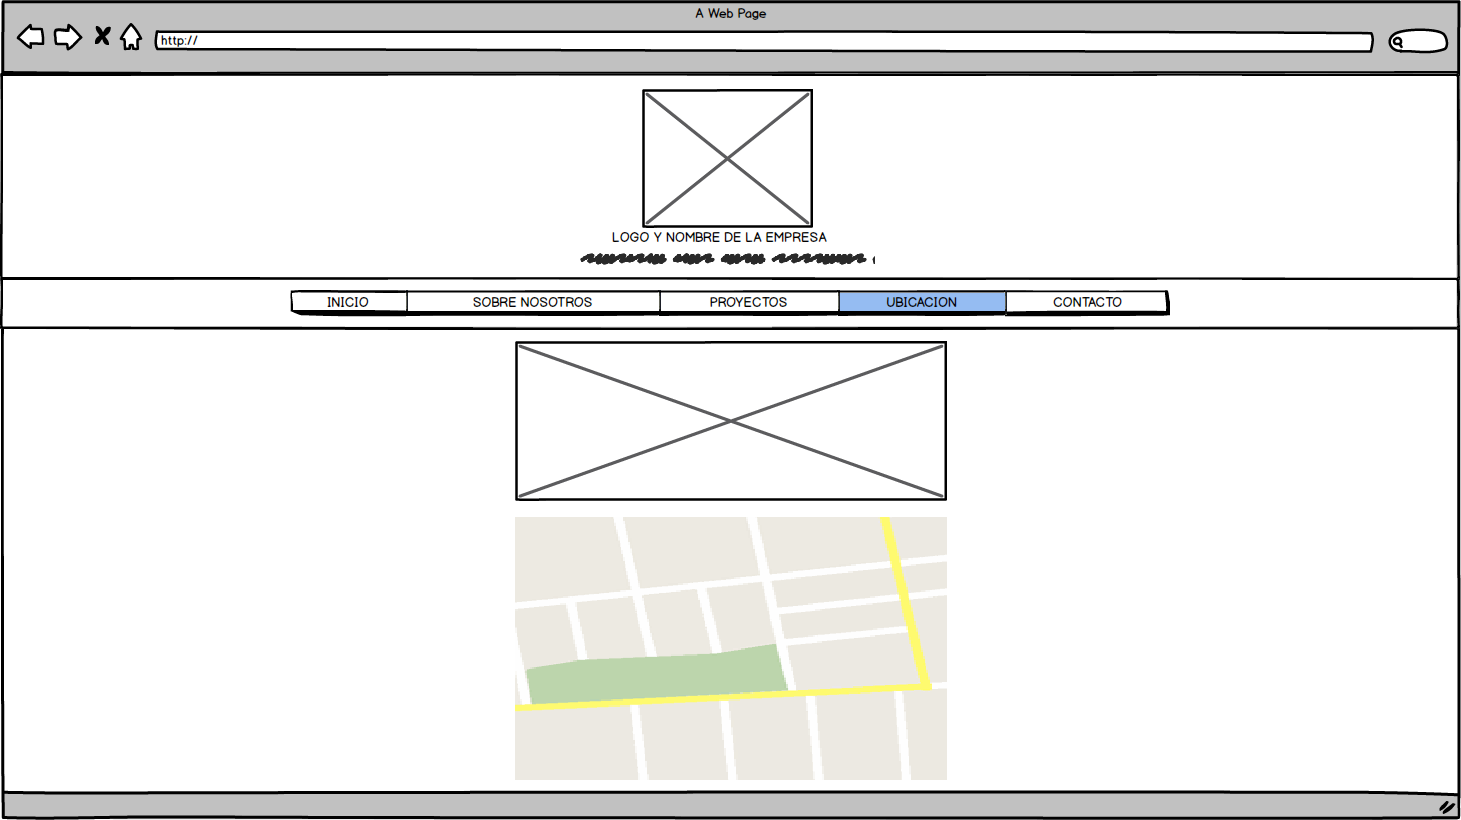 A Web Page
http://
LOGO Y NOMBRE DE LA EMPRESA
INICIO SOBRE NOSOTROS PROYECTOS UBICACION CONTACTO